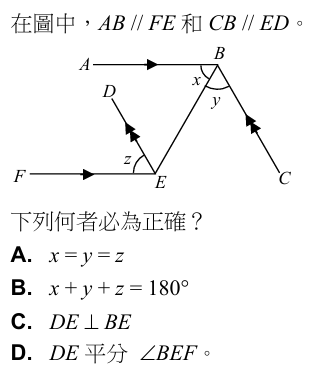 在圖中，AB // FE 和 CB // ED。
A
B
D
x
y
z
F
E
C
下列何者必為正確？
A. x = y = z
B. x + y + z = 180°
C. DE ⊥ BE
D. DE 平分 ∠BEF。